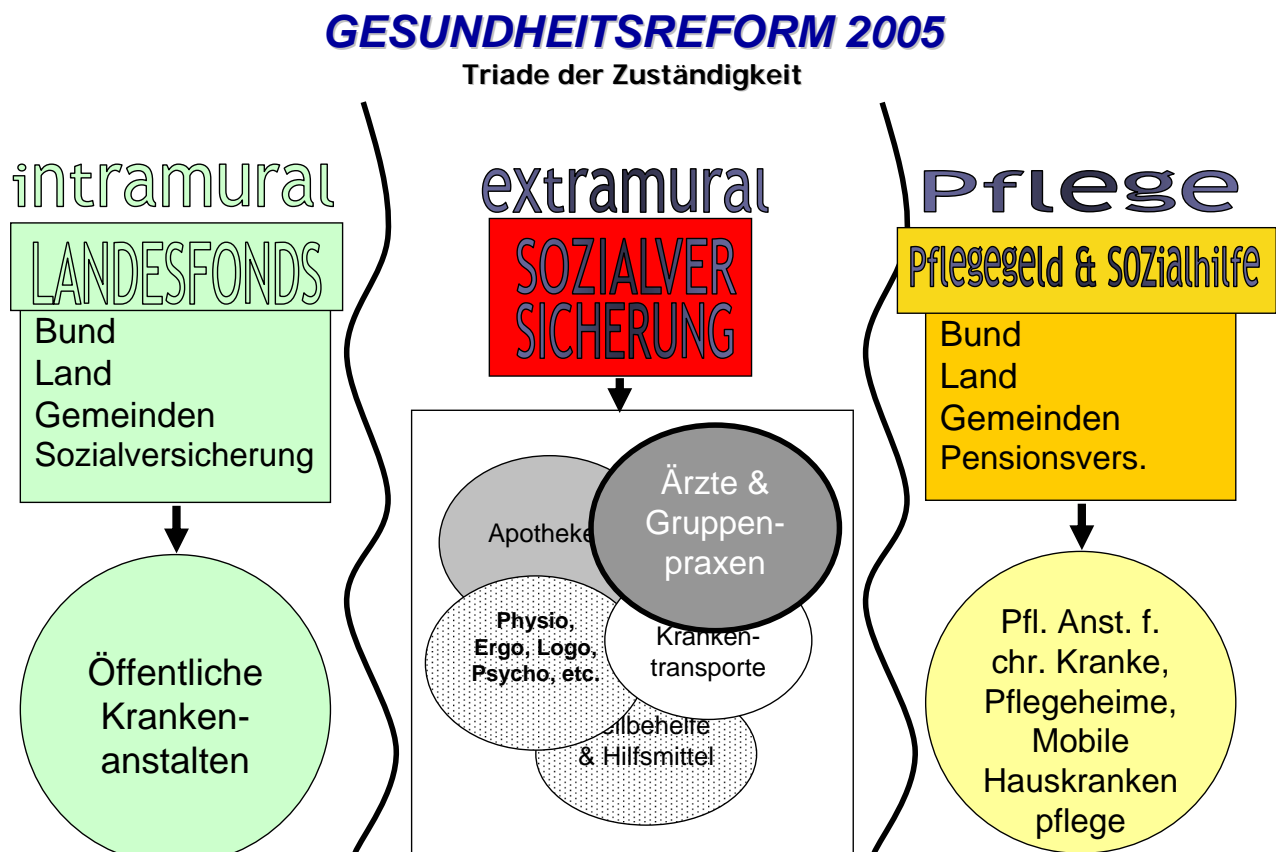 GESUNDHEITSREFORM 2005
Triade der Zuständigkeit
intramural
LANDESFONDS
Bund
Land
Gemeinden
Sozialversicherung
Öffentliche
Kranken-
anstalten
extramural
SOZIALVER
SICHERUNG
Apotheke
Ärzte &
Gruppen-
praxen
Physio,
Ergo, Logo,
Psycho, etc.
Kranken-
transporte
eilbehelfe
& Hilfsmittel
Pflege
Pflegegeld & SOZialhilfe
Bund
Land
Gemeinden
Pensionsvers.
Pfl. Anst. f.
chr. Kranke,
Pflegeheime,
Mobile
Hauskranken
pflege